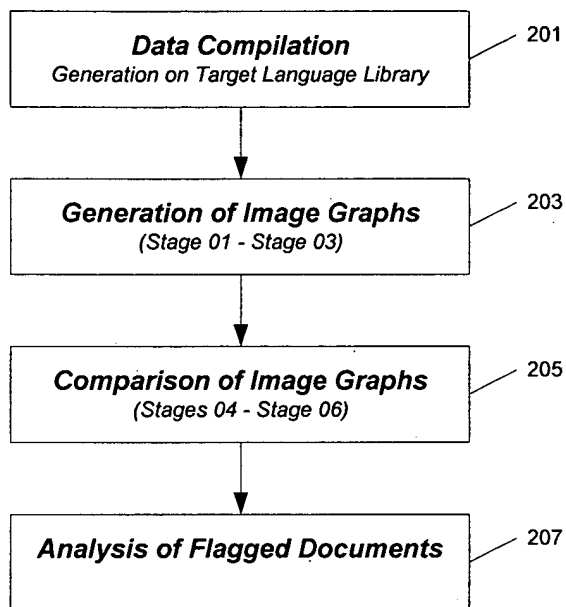 Data Compilation
Generation on Target Language Library
201
Generation of Image Graphs
(Stage 01 - Stage 03)
203
Comparison of Image Graphs
(Stages 04 - Stage 06)
205
Analysis of Flagged Documents
207